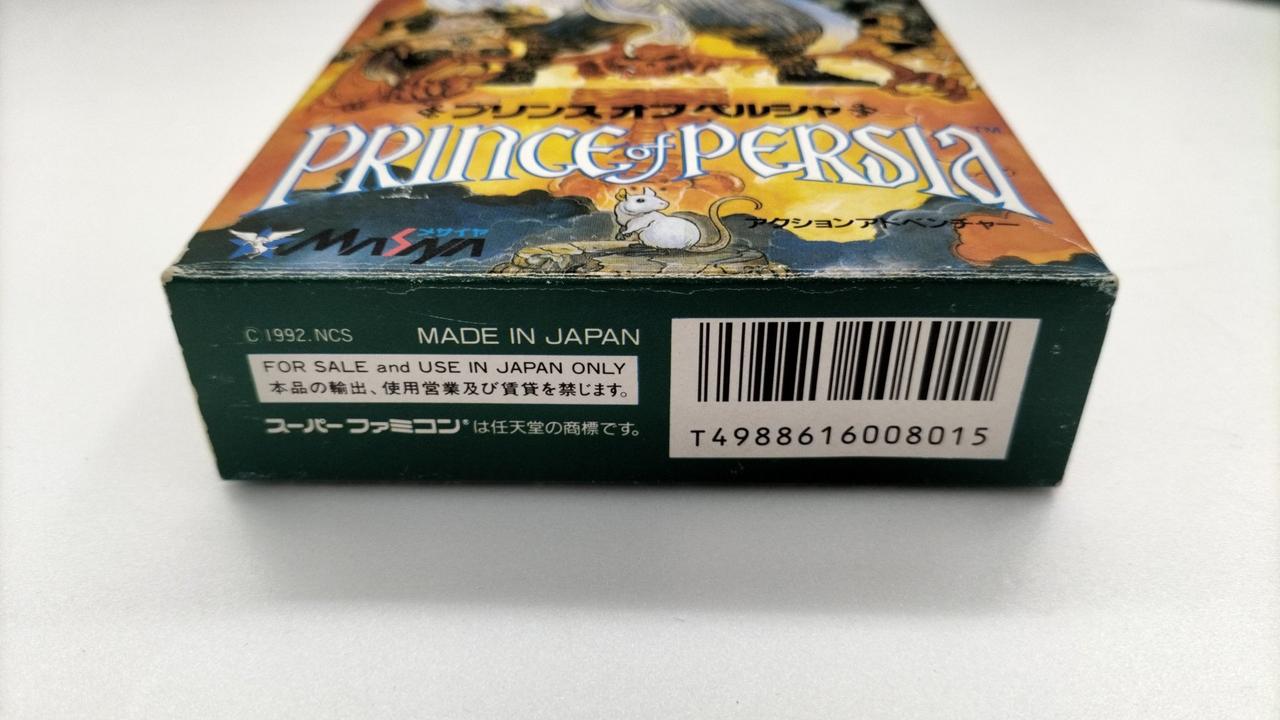 プリンス オブ ペルシャ
PRINCE of PERSIA™
アクションアドベンチャー
メサイヤ
MASAYA
©1992.NCS
MADE IN JAPAN
FOR SALE and USE IN JAPAN ONLY
本品の輸出、使用営業及び賃貸を禁じます。
スーパーファミコン®は任天堂の商標です。
T4988616008015